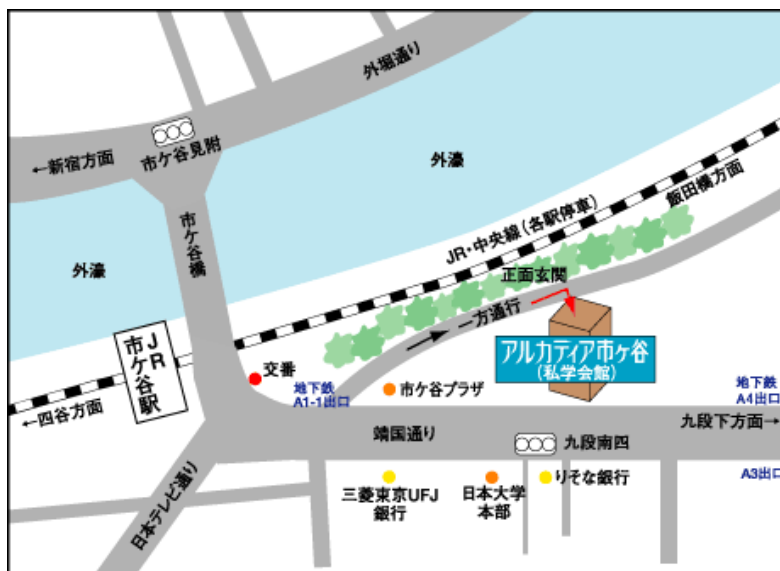 外堀通り
←新宿方面
市ケ谷見附
外濠
飯田橋方面
市ケ谷橋
JR・中央線（各駅停車）
外濠
正面玄関
一方通行
JR
市ケ谷駅
アルカディア市ヶ谷
（私学会館）
交番
地下鉄
A1-1出口
市ケ谷プラザ
地下鉄
A4出口
←四谷方面
靖国通り
九段南四
九段下方面→
日本テレビ通り
三菱東京UFJ
銀行
日本大学
本部
りそな銀行
A3出口